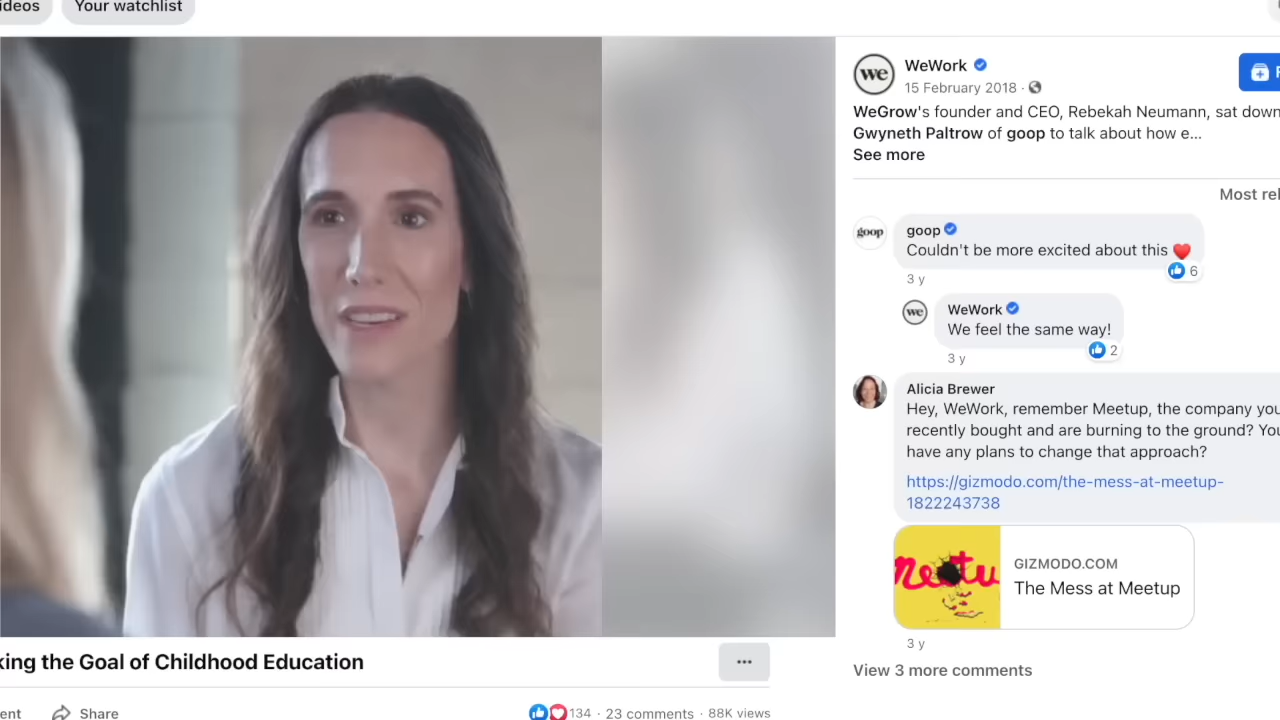 ideos
Your watchlist
we
WeWork
15 February 2018 ·
WeGrow's founder and CEO, Rebekah Neumann, sat down
Gwyneth Paltrow of goop to talk about how e...
See more
Most rel
goop
goop
Couldn't be more excited about this
6
3 y
we
WeWork
We feel the same way!
2
3 y
Alicia Brewer
Hey, WeWork, remember Meetup, the company you
recently bought and are burning to the ground? You
have any plans to change that approach?
https://gizmodo.com/the-mess-at-meetup-
1822243738
meetu
GIZMODO.COM
The Mess at Meetup
3 y
View 3 more comments
king the Goal of Childhood Education
...
ent
Share
134 · 23 comments · 88K views